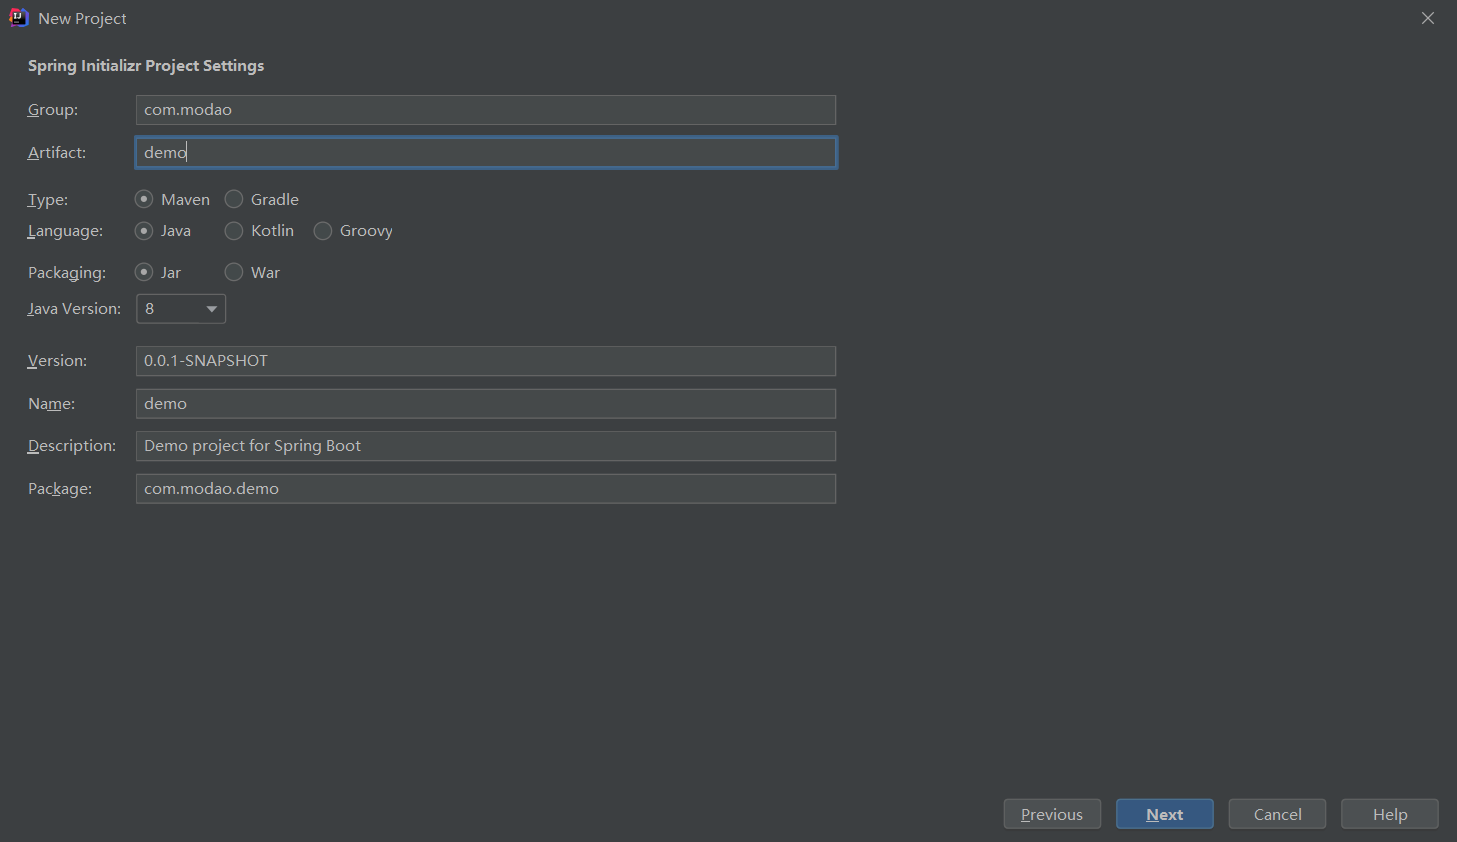 New Project
Spring Initializr Project Settings
Group: com.modao
Artifact: demo
Type: Maven Gradle
Language: Java Kotlin Groovy
Packaging: Jar War
Java Version: 8
Version: 0.0.1-SNAPSHOT
Name: demo
Description: Demo project for Spring Boot
Package: com.modao.demo
Previous Next Cancel Help